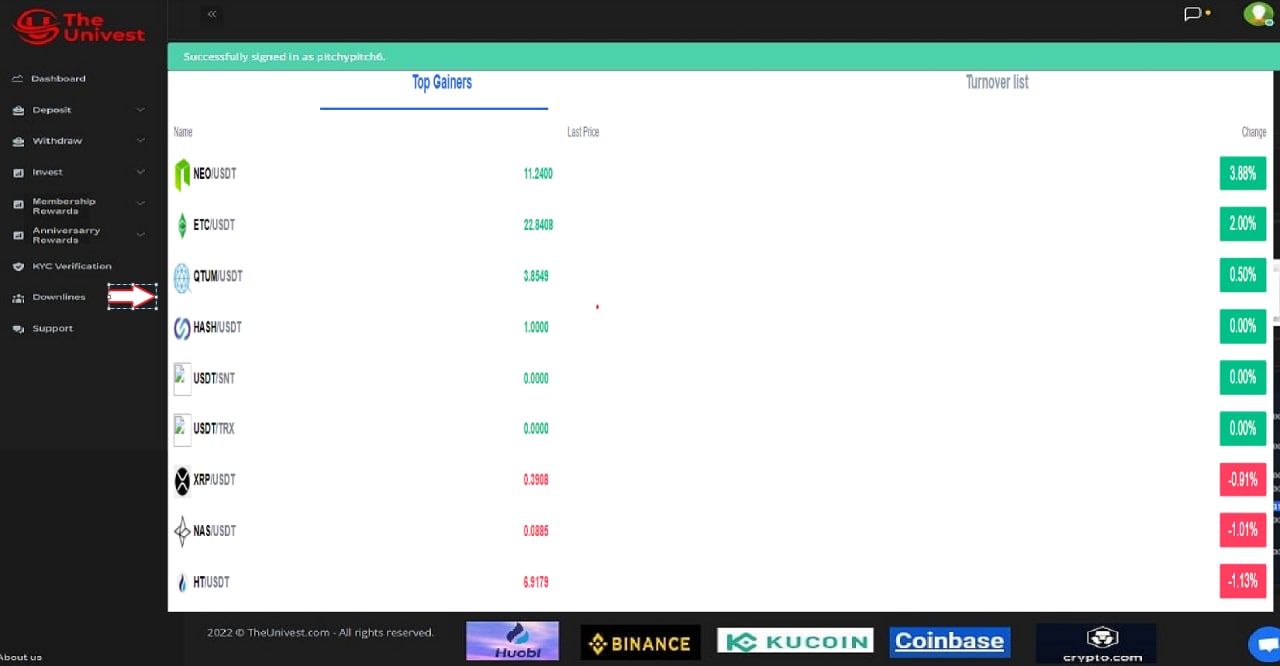 The
Univest
«
Successfully signed in as pitchypitch6.
Dashboard
Deposit
Withdraw
Invest
Membership
Rewards
Anniversarry
Rewards
KYC Verification
Downlines
Support
Top Gainers
Turnover list
Name
Last Price
Change
NEO/USDT 11.2400 3.88%
ETC/USDT 22.8408 2.00%
QTUM/USDT 3.8549 0.50%
HASH/USDT 1.0000 0.00%
USDT/SNT 0.0000 0.00%
USDT/TRX 0.0000 0.00%
XRP/USDT 0.3908 -0.91%
NAS/USDT 0.0885 -1.01%
HT/USDT 6.9179 -1.13%
2022 © TheUnivest.com - All rights reserved.
Huobi
BINANCE
KUCOIN
Coinbase
crypto.com
About us